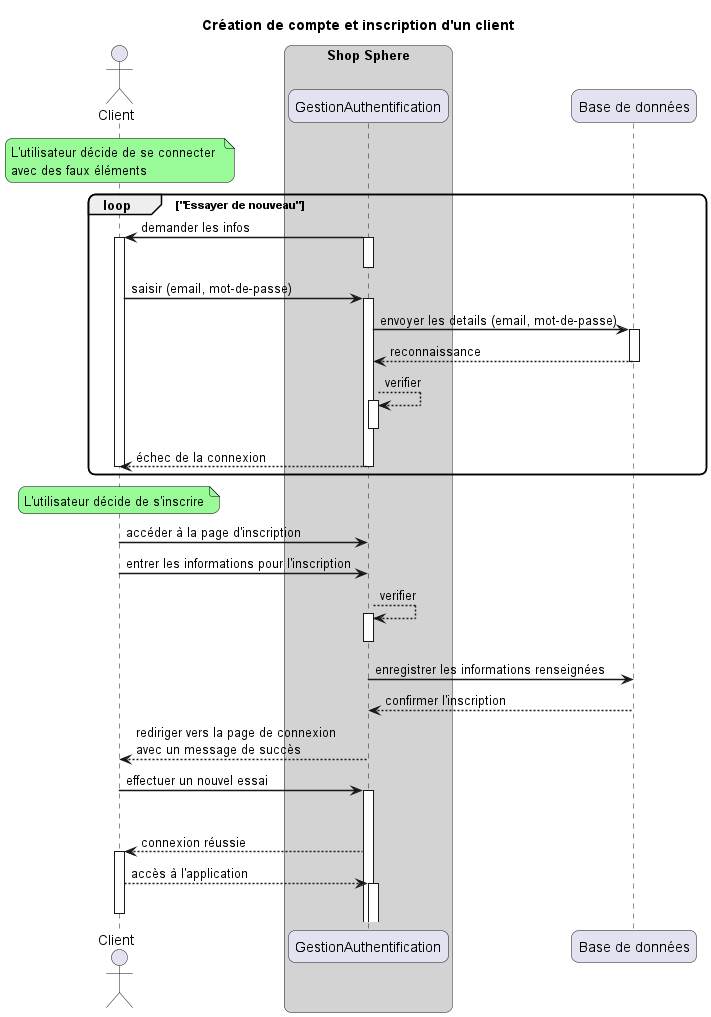 Création de compte et inscription d'un client
Shop Sphere
Client
GestionAuthentification
Base de données
L'utilisateur décide de se connecter
avec des faux éléments
loop
["Essayer de nouveau"]
demander les infos
saisir (email, mot-de-passe)
envoyer les details (email, mot-de-passe)
reconnaissance
verifier
échec de la connexion
L'utilisateur décide de s'inscrire
accéder à la page d'inscription
entrer les informations pour l'inscription
verifier
enregistrer les informations renseignées
confirmer l'inscription
rediriger vers la page de connexion
avec un message de succès
effectuer un nouvel essai
connexion réussie
accès à l'application
Client
GestionAuthentification
Base de données